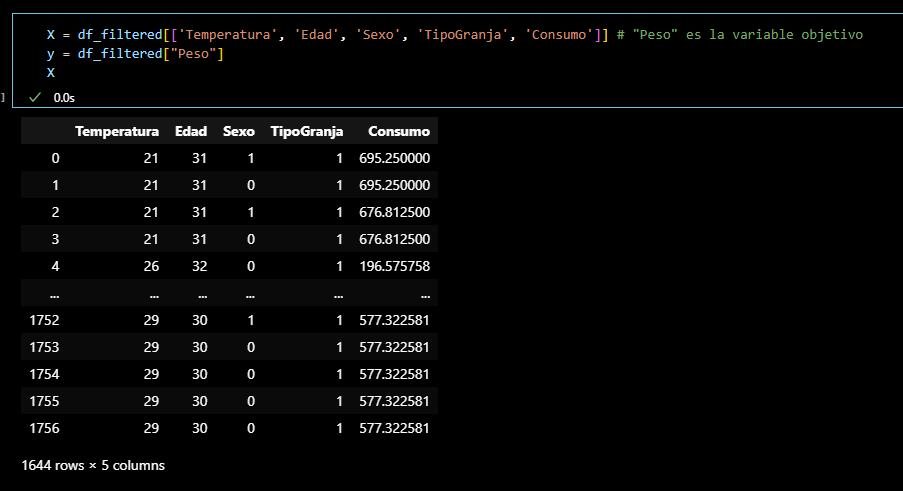 X = df_filtered[['Temperatura', 'Edad', 'Sexo', 'TipoGranja', 'Consumo']] # "Peso" es la variable objetivo
y = df_filtered["Peso"]
X
] ✓ 0.0s
Temperatura Edad Sexo TipoGranja Consumo
0 21 31 1 1 695.250000
1 21 31 0 1 695.250000
2 21 31 1 1 676.812500
3 21 31 0 1 676.812500
4 26 32 0 1 196.575758
... ... ... ... ... ...
1752 29 30 1 1 577.322581
1753 29 30 0 1 577.322581
1754 29 30 0 1 577.322581
1755 29 30 0 1 577.322581
1756 29 30 0 1 577.322581
1644 rows × 5 columns